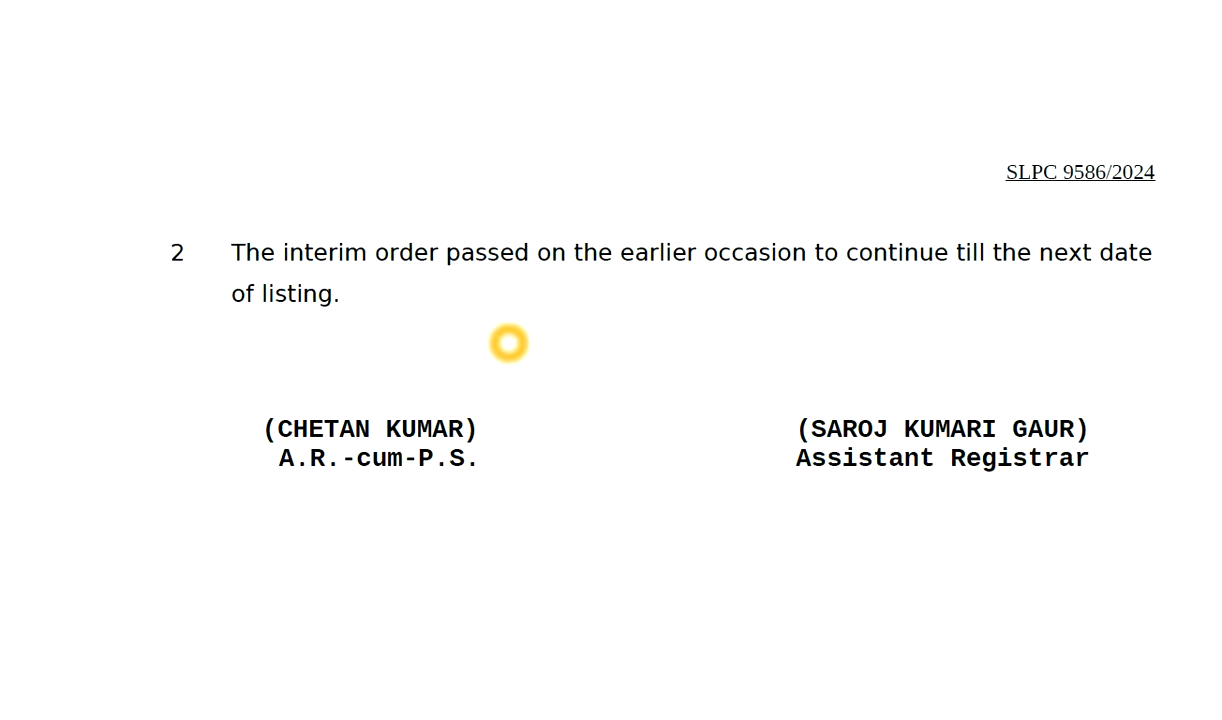 SLPC 9586/2024
2 The interim order passed on the earlier occasion to continue till the next date
of listing.
(CHETAN KUMAR) (SAROJ KUMARI GAUR)
A.R.-cum-P.S. Assistant Registrar